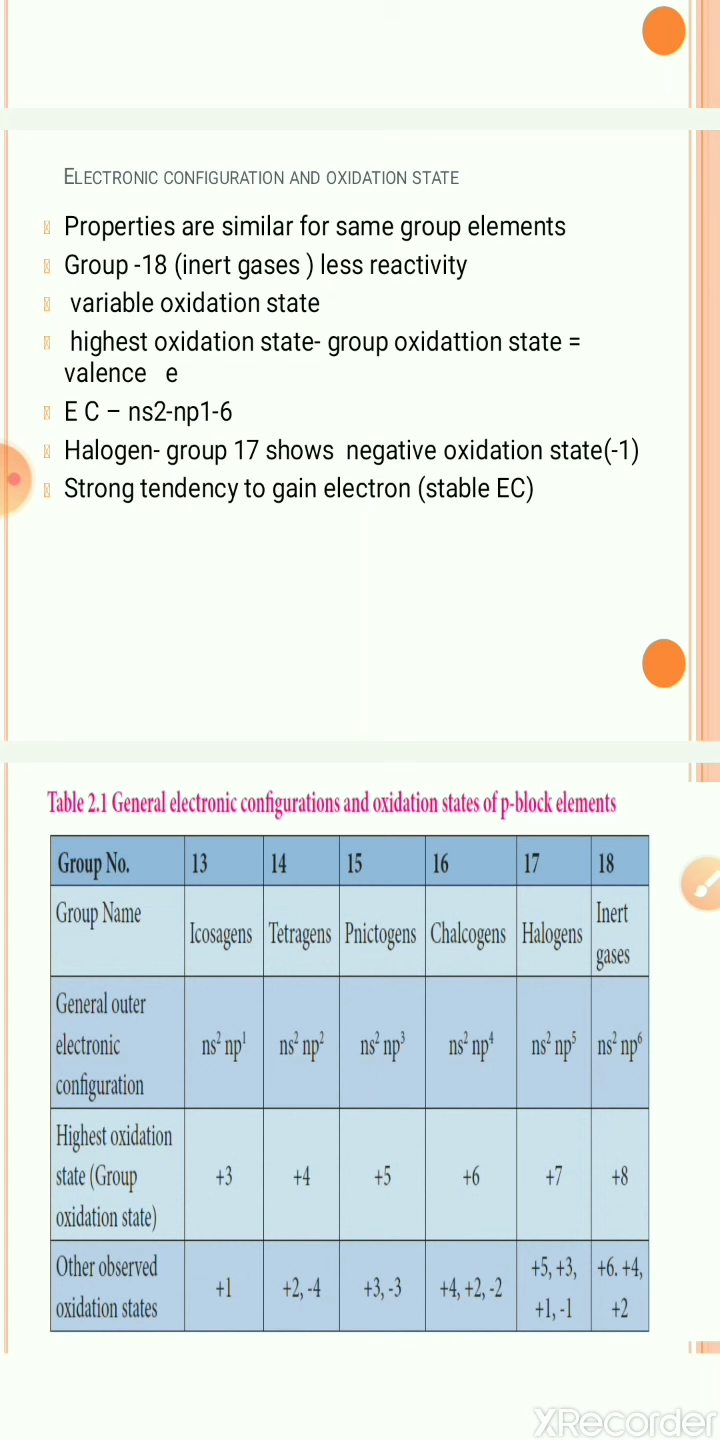 ELECTRONIC CONFIGURATION AND OXIDATION STATE
Properties are similar for same group elements
Group -18 (inert gases ) less reactivity
variable oxidation state
highest oxidation state- group oxidattion state =
valence e
E C – ns2-np1-6
Halogen- group 17 shows negative oxidation state(-1)
Strong tendency to gain electron (stable EC)
Table 2.1 General electronic configurations and oxidation states of p-block elements
Group No. 13 14 15 16 17 18
Group Name Icosagens Tetragens Pnictogens Chalcogens Halogens Inert
gases
General outer
electronic ns² np¹ ns² np² ns² np³ ns² np⁴ ns² np⁵ ns² np⁶
configuration
Highest oxidation
state (Group +3 +4 +5 +6 +7 +8
oxidation state)
Other observed +1 +2, -4 +3, -3 +4, +2, -2 +5, +3, +6. +4,
oxidation states +1, -1 +2
XRecorder